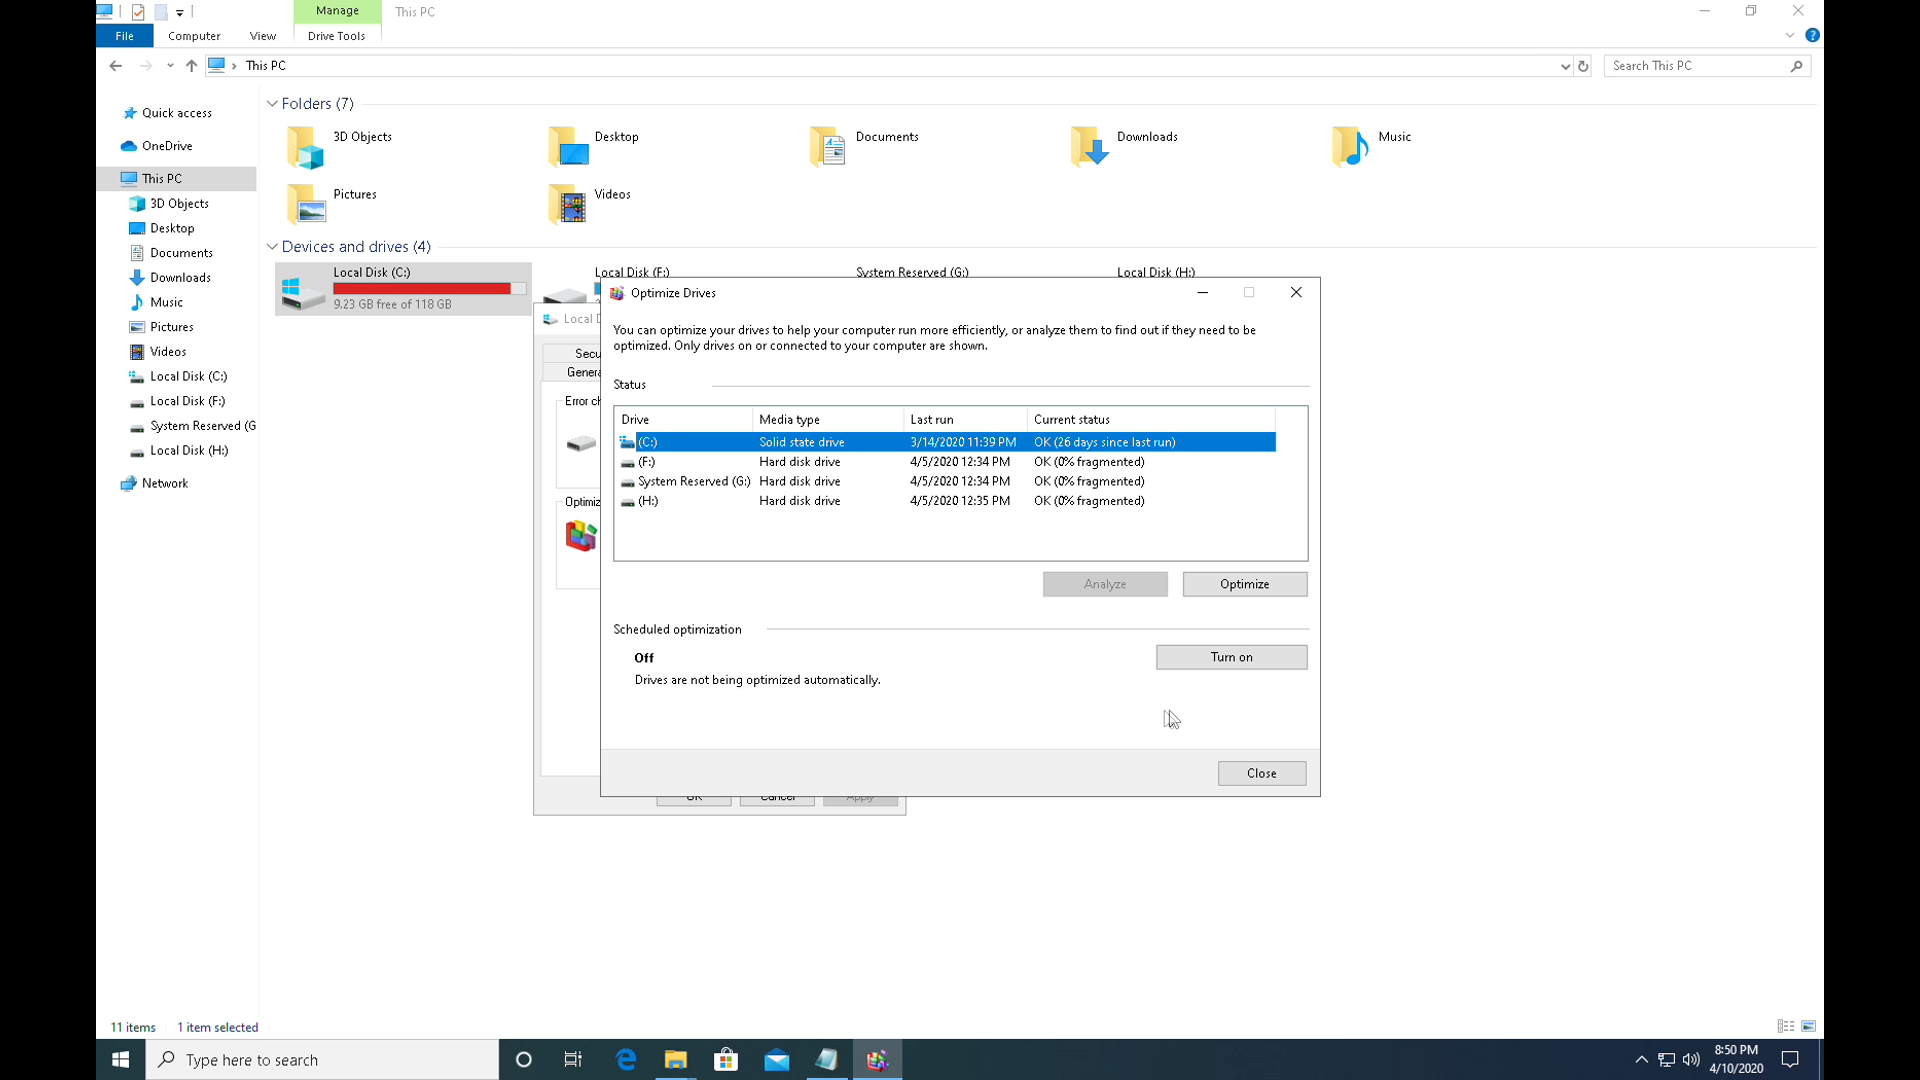 Manage
This PC
File
Computer
View
Drive Tools
This PC
Search This PC
Quick access
OneDrive
This PC
3D Objects
Desktop
Documents
Downloads
Music
Pictures
Videos
Local Disk (C:)
Local Disk (F:)
System Reserved (G
Local Disk (H:)
Network
Folders (7)
3D Objects
Desktop
Documents
Downloads
Music
Pictures
Videos
Devices and drives (4)
Local Disk (C:)
9.23 GB free of 118 GB
Local Disk (F:)
System Reserved (G:)
Local Disk (H:)
Local D
Secu
Genera
Error ch
Optimiz
OK
Cancel
Apply
Optimize Drives
You can optimize your drives to help your computer run more efficiently, or analyze them to find out if they need to be
optimized. Only drives on or connected to your computer are shown.
Status
Drive Media type Last run Current status
(C:) Solid state drive 3/14/2020 11:39 PM OK (26 days since last run)
(F:) Hard disk drive 4/5/2020 12:34 PM OK (0% fragmented)
System Reserved (G:) Hard disk drive 4/5/2020 12:34 PM OK (0% fragmented)
(H:) Hard disk drive 4/5/2020 12:35 PM OK (0% fragmented)
Analyze
Optimize
Scheduled optimization
Off
Turn on
Drives are not being optimized automatically.
Close
11 items
1 item selected
Type here to search
8:50 PM
4/10/2020